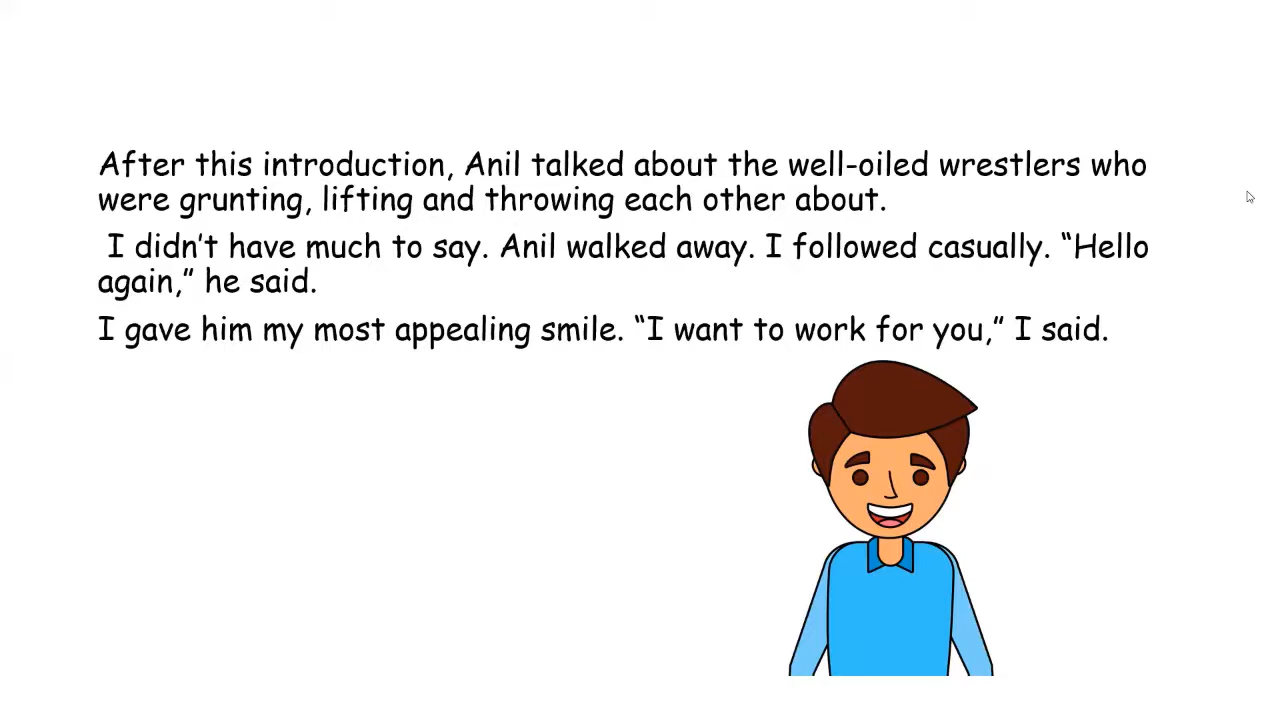 After this introduction, Anil talked about the well-oiled wrestlers who
were grunting, lifting and throwing each other about.
I didn’t have much to say. Anil walked away. I followed casually. “Hello
again,” he said.
I gave him my most appealing smile. “I want to work for you,” I said.